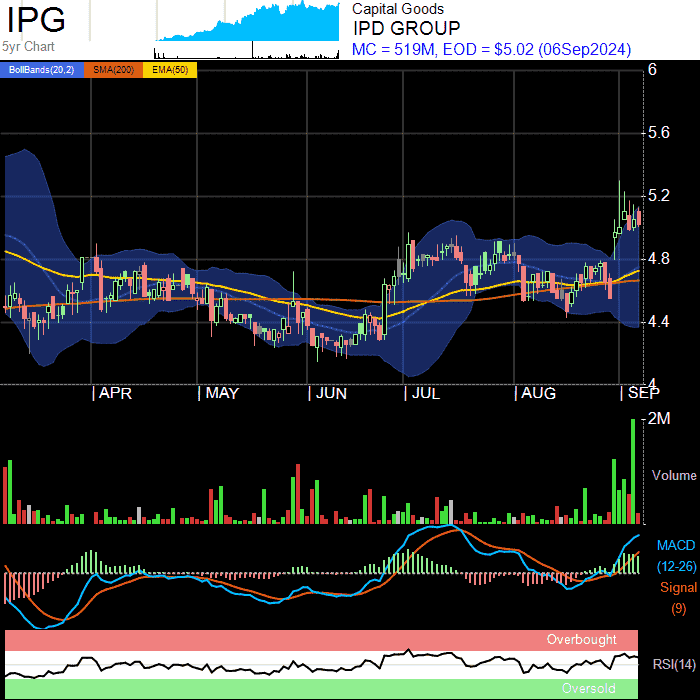 IPG
5yr Chart
Capital Goods
IPD GROUP
MC = 519M, EOD = $5.02 (06Sep2024)
BollBands(20,2) SMA(200) EMA(50)
6
5.6
5.2
4.8
4.4
4
APR MAY JUN JUL AUG SEP
2M
Volume
MACD
(12-26)
Signal
(9)
Overbought
RSI(14)
Oversold